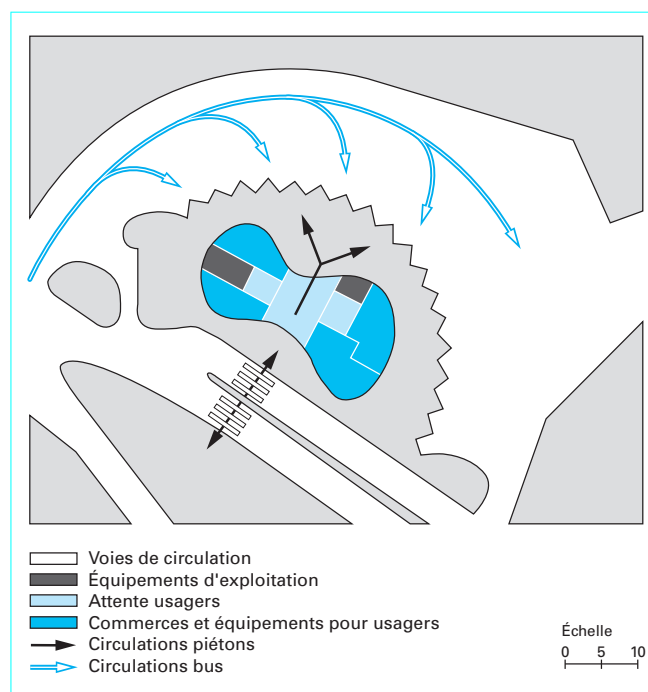 Voies de circulation
Équipements d'exploitation
Attente usagers
Commerces et équipements pour usagers
Circulations piétons
Circulations bus
Échelle
0 5 10